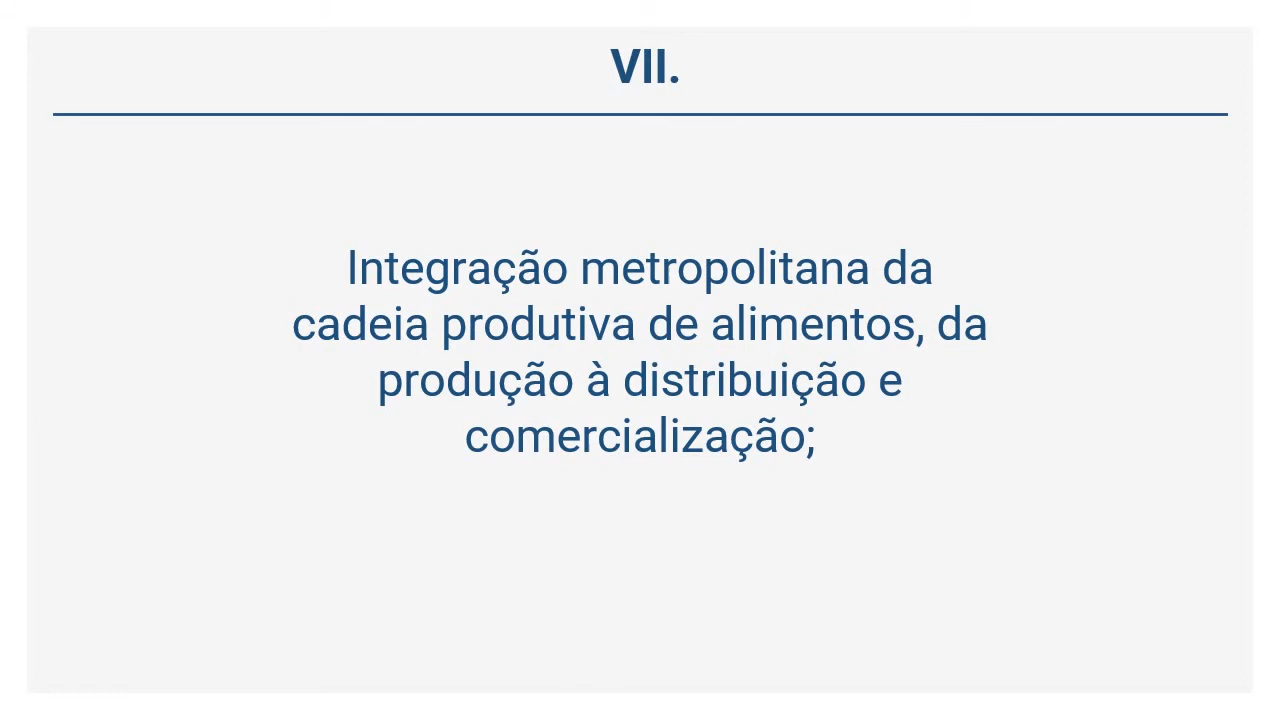 VII.
Integração metropolitana da
cadeia produtiva de alimentos, da
produção à distribuição e
comercialização;